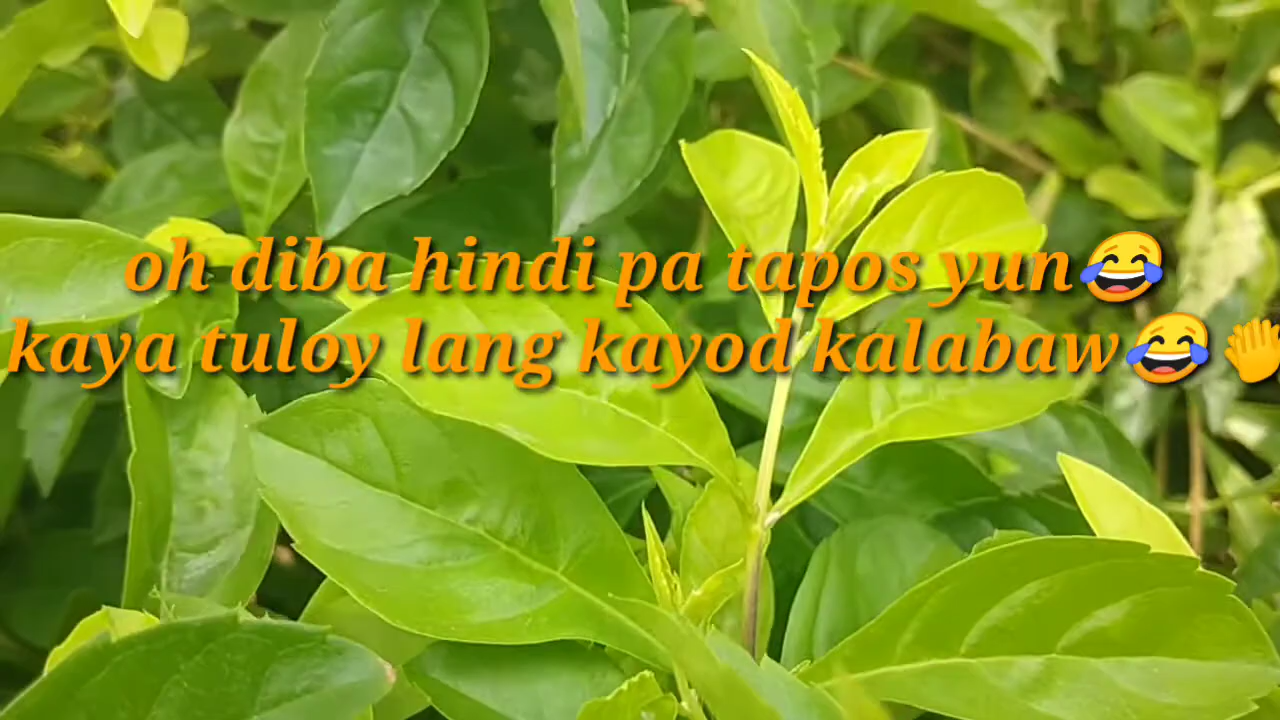 oh diba hindi pa tapos yun😂
kaya tuloy lang kayod kalabaw😂👏